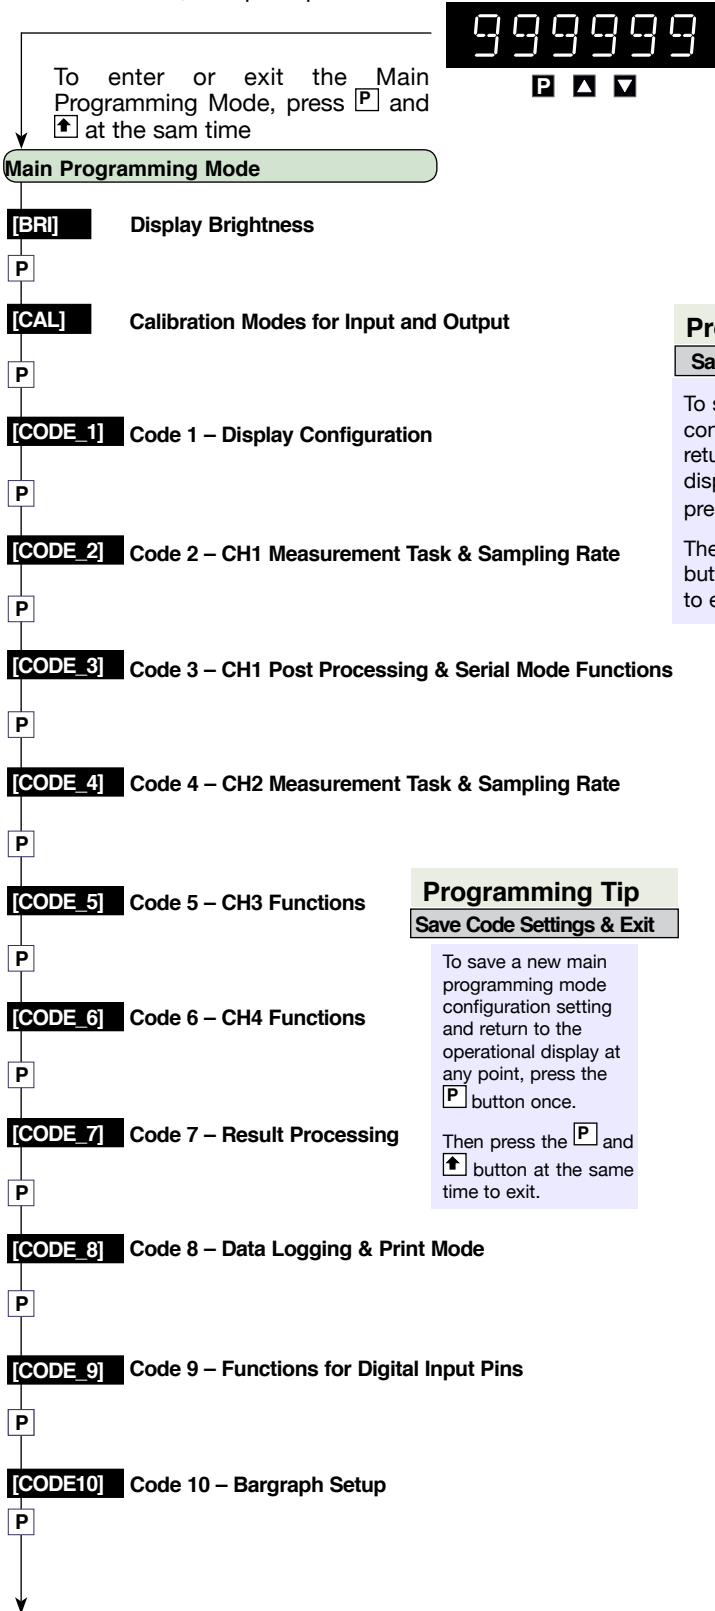 999999
P
To enter or exit the Main
Programming Mode, press P and
at the sam time
Main Programming Mode
[BRI] Display Brightness
P
[CAL] Calibration Modes for Input and Output
P
[CODE_1] Code 1 – Display Configuration
P
[CODE_2] Code 2 – CH1 Measurement Task & Sampling Rate
P
[CODE_3] Code 3 – CH1 Post Processing & Serial Mode Functions
P
[CODE_4] Code 4 – CH2 Measurement Task & Sampling Rate
P
[CODE_5] Code 5 – CH3 Functions
P
[CODE_6] Code 6 – CH4 Functions
P
[CODE_7] Code 7 – Result Processing
P
[CODE_8] Code 8 – Data Logging & Print Mode
P
[CODE_9] Code 9 – Functions for Digital Input Pins
P
[CODE10] Code 10 – Bargraph Setup
P
Programming Tip
Save Code Settings & Exit
To save a new main
programming mode
configuration setting
and return to the
operational display at
any point, press the
P button once.
Then press the P and
button at the same
time to exit.
To
The
to